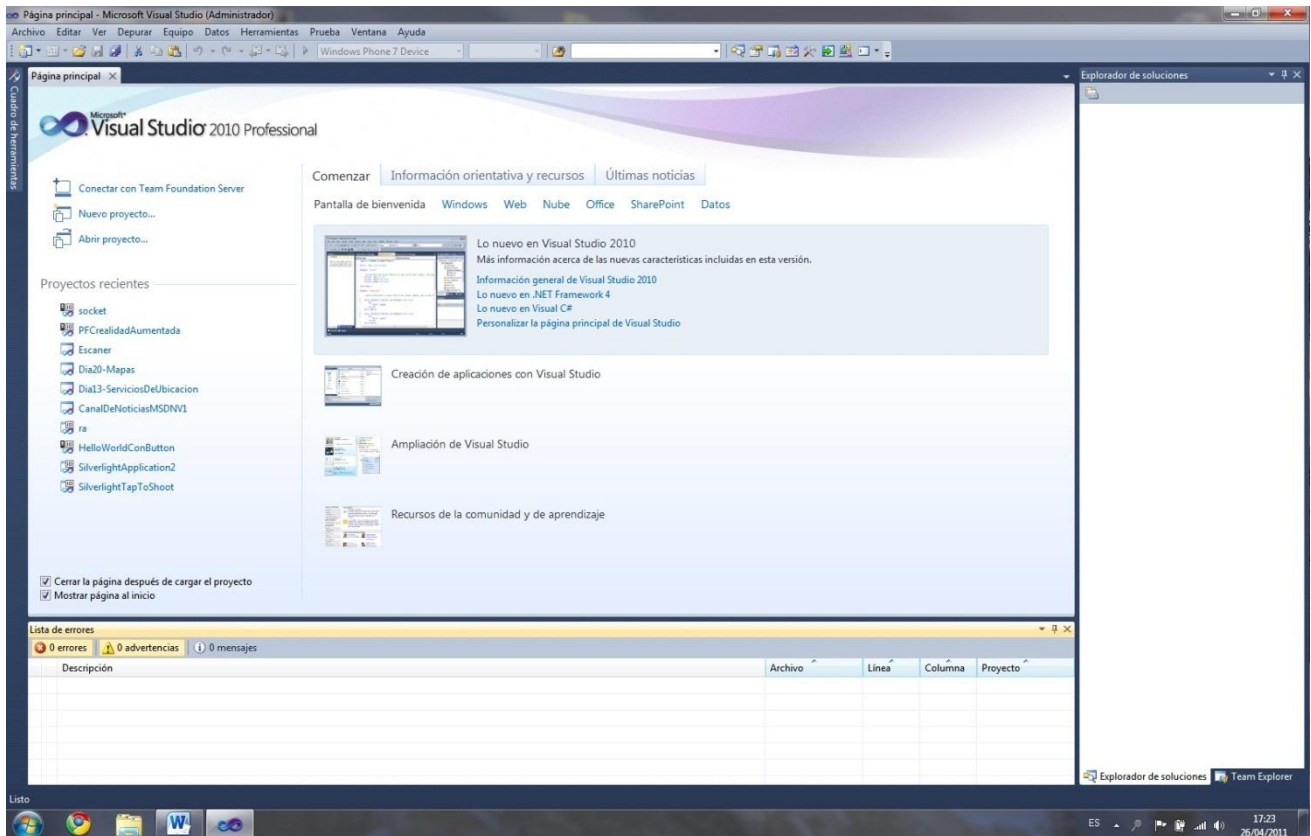 Página principal - Microsoft Visual Studio (Administrador)
Archivo Editar Ver Depurar Equipo Datos Herramientas Prueba Ventana Ayuda
Windows Phone 7 Device
Cuadro de herramientas
Página principal
Explorador de soluciones
Microsoft
Visual Studio 2010 Professional
Conectar con Team Foundation Server
Nuevo proyecto...
Abrir proyecto...
Proyectos recientes
socket
PFCrealidadAumentada
Escaner
Dia20-Mapas
Dia13-ServiciosDeUbicacion
CanalDeNoticiasMSDNV1
ra
HelloWorldConButton
SilverlightApplication2
SilverlightTapToShoot
Cerrar la página después de cargar el proyecto
Mostrar página al inicio
Comenzar Información orientativa y recursos Últimas noticias
Pantalla de bienvenida Windows Web Nube Office SharePoint Datos
Lo nuevo en Visual Studio 2010
Más información acerca de las nuevas características incluidas en esta versión.
Información general de Visual Studio 2010
Lo nuevo en .NET Framework 4
Lo nuevo en Visual C#
Personalizar la página principal de Visual Studio
Creación de aplicaciones con Visual Studio
Ampliación de Visual Studio
Recursos de la comunidad y de aprendizaje
Lista de errores
0 errores 0 advertencias 0 mensajes
Descripción Archivo Línea Columna Proyecto
Explorador de soluciones Team Explorer
Listo
ES
17:23
26/04/2011